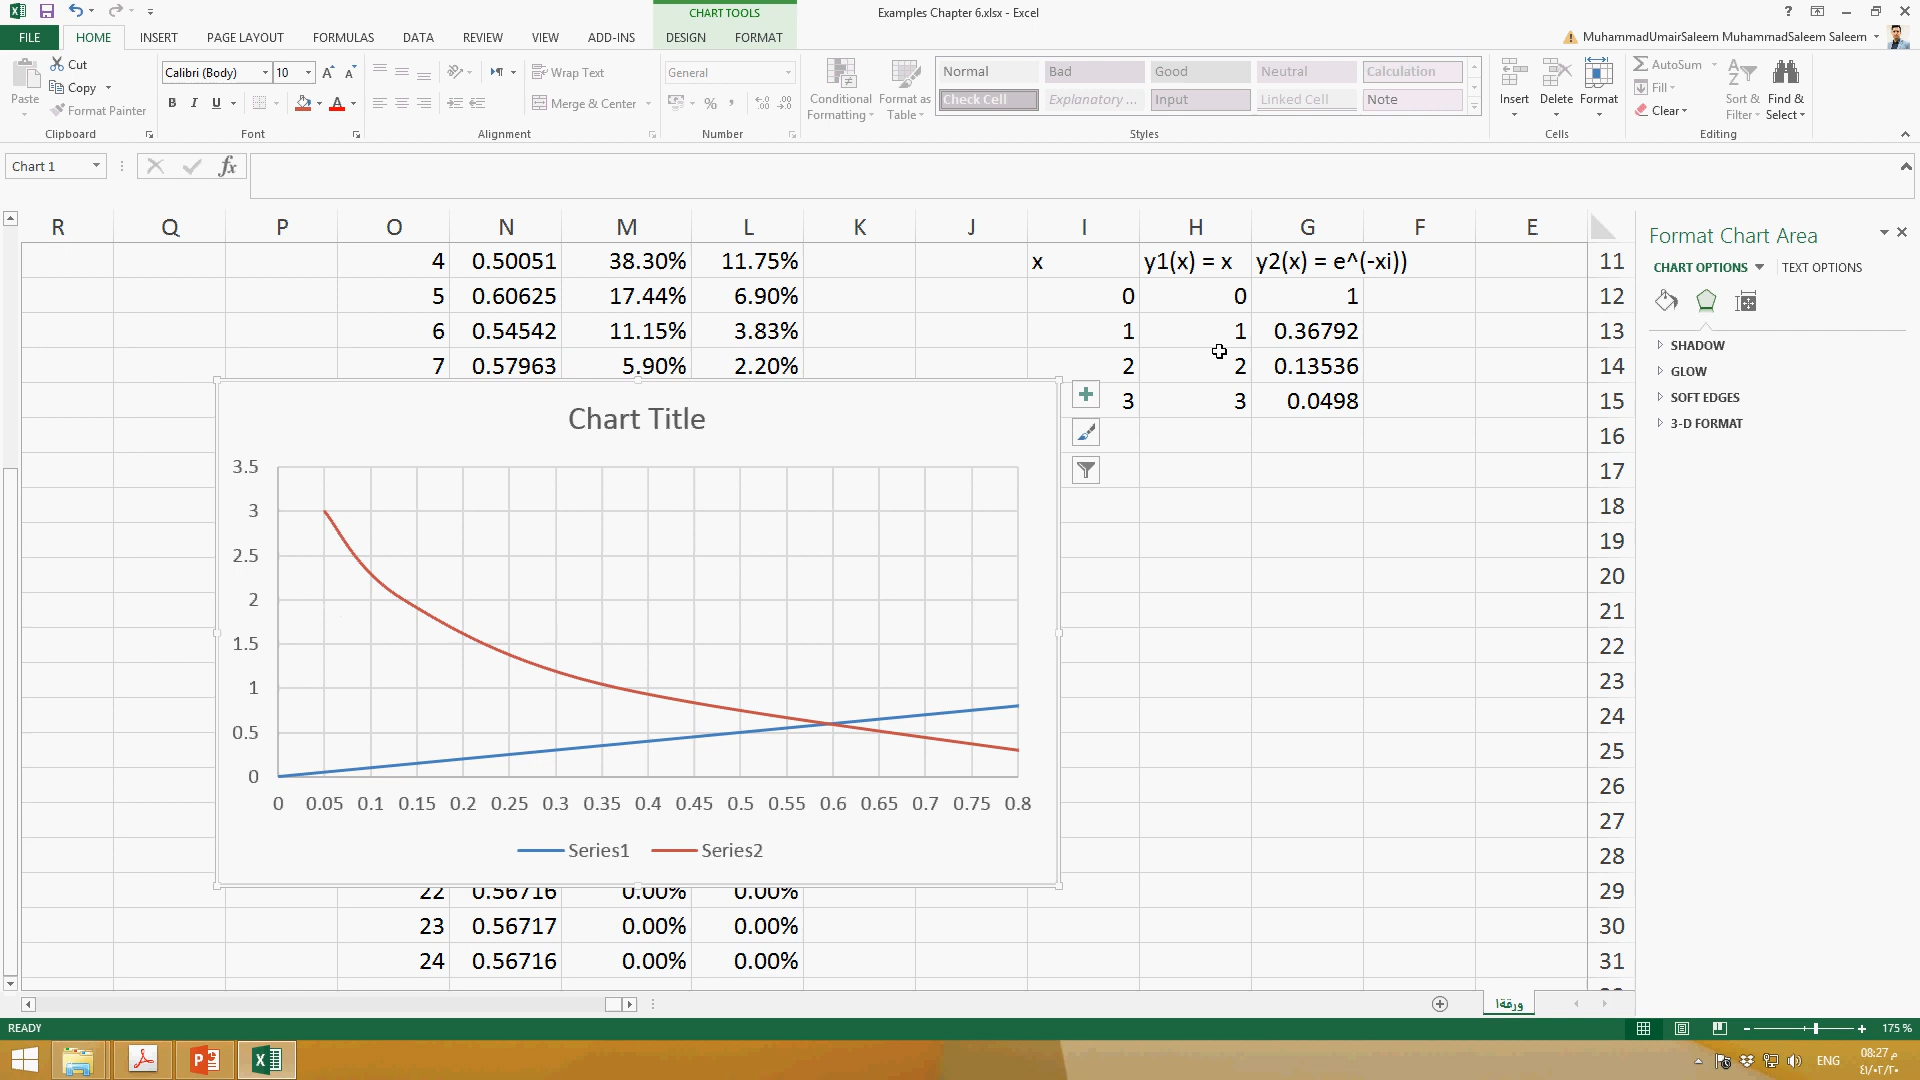 CHART TOOLS
Examples Chapter 6.xlsx - Excel
FILE HOME INSERT PAGE LAYOUT FORMULAS DATA REVIEW VIEW ADD-INS DESIGN FORMAT
MuhammadUmairSaleem MuhammadSaleem Saleem
Paste
Cut
Copy
Format Painter
Clipboard
Calibri (Body) 10
B I U
Font
Wrap Text
Merge & Center
Alignment
General
%
Number
Conditional Formatting
Format as Table
Normal Bad Good Neutral Calculation
Check Cell Explanatory ... Input Linked Cell Note
Styles
Insert Delete Format
Cells
AutoSum
Fill
Clear
Sort & Filter
Find & Select
Editing
Chart 1
fx
R Q P O N M L K J I H G F E
4 0.50051 38.30% 11.75% x y1(x) = x y2(x) = e^(-xi)) 11
5 0.60625 17.44% 6.90% 0 0 1 12
6 0.54542 11.15% 3.83% 1 1 0.36792 13
7 0.57963 5.90% 2.20% 2 2 0.13536 14
3 3 0.0498 15
16
17
18
19
20
21
22
23
24
25
26
27
28
22 0.56716 0.00% 0.00% 29
23 0.56717 0.00% 0.00% 30
24 0.56716 0.00% 0.00% 31
Chart Title
3.5
3
2.5
2
1.5
1
0.5
0
0 0.05 0.1 0.15 0.2 0.25 0.3 0.35 0.4 0.45 0.5 0.55 0.6 0.65 0.7 0.75 0.8
Series1 Series2
Format Chart Area
CHART OPTIONS TEXT OPTIONS
SHADOW
GLOW
SOFT EDGES
3-D FORMAT
ورقة1
READY
175 %
ENG
08:27 م
٤١/٠٢/٢٠